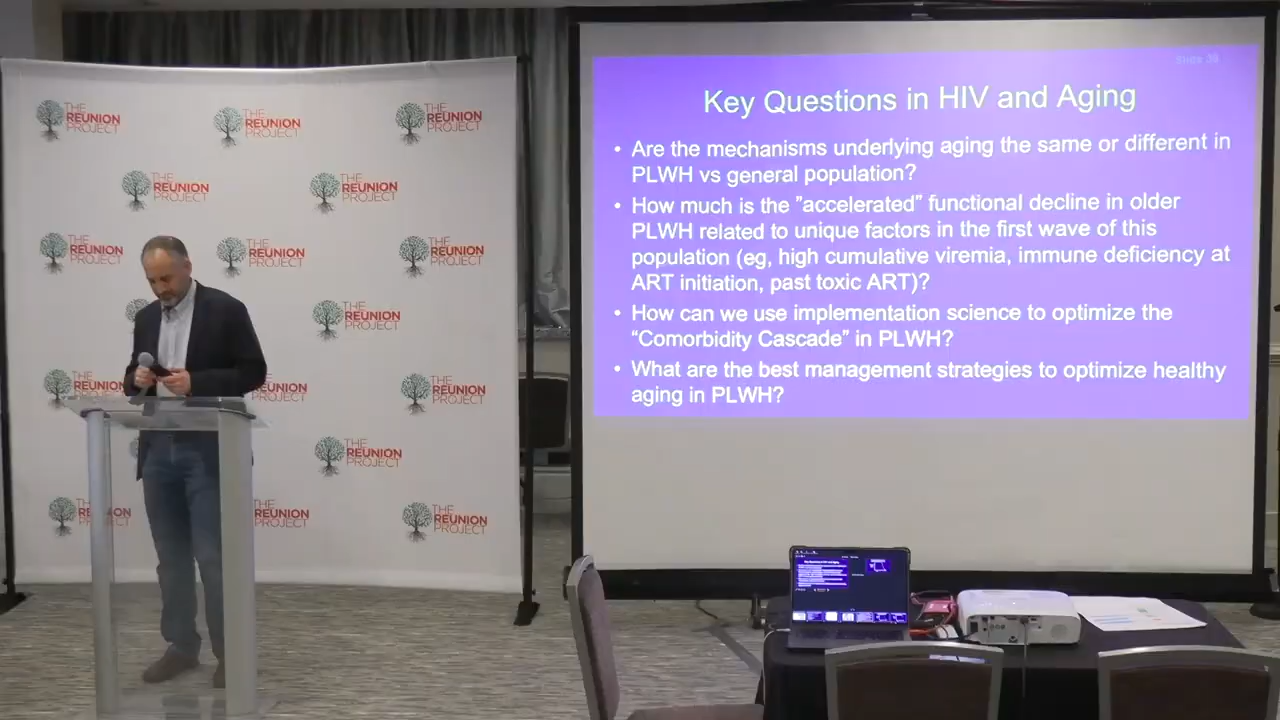 THE REUNION PROJECT
THE REUNION PROJECT
THE REUNION PROJECT
THE REUNION PROJECT
THE REUNION PROJECT
THE REUNION PROJECT
THE REUNION PROJECT
THE REUNION PROJECT
THE REUNION PROJECT
THE REUNION
REUNION
THE REUNION PROJECT
THE REUNION PROJECT
THE REUNION PROJECT
THE REUNION PROJECT
Slide 38
Key Questions in HIV and Aging
• Are the mechanisms underlying aging the same or different in
PLWH vs general population?
• How much is the "accelerated" functional decline in older
PLWH related to unique factors in the first wave of this
population (eg, high cumulative viremia, immune deficiency at
ART initiation, past toxic ART)?
• How can we use implementation science to optimize the
“Comorbidity Cascade” in PLWH?
• What are the best management strategies to optimize healthy
aging in PLWH?